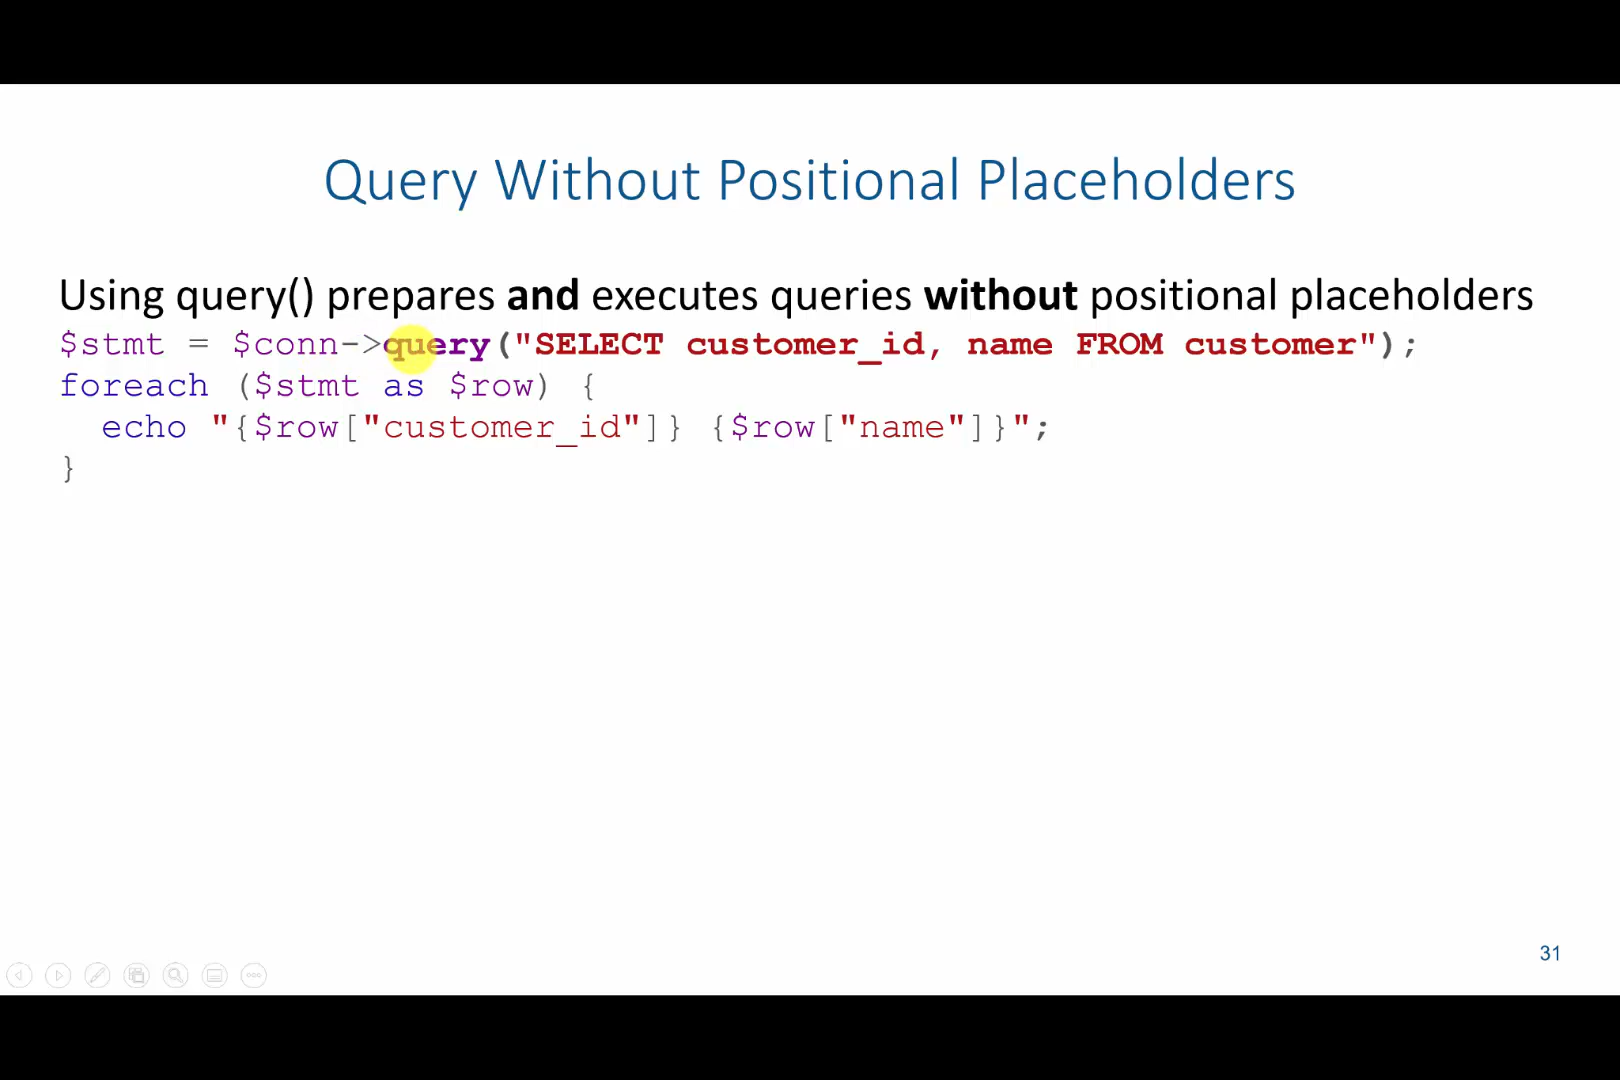 Query Without Positional Placeholders
Using query() prepares and executes queries without positional placeholders
$stmt = $conn->query("SELECT customer_id, name FROM customer");
foreach ($stmt as $row) {
  echo "{$row["customer_id"]} {$row["name"]}";
}
31